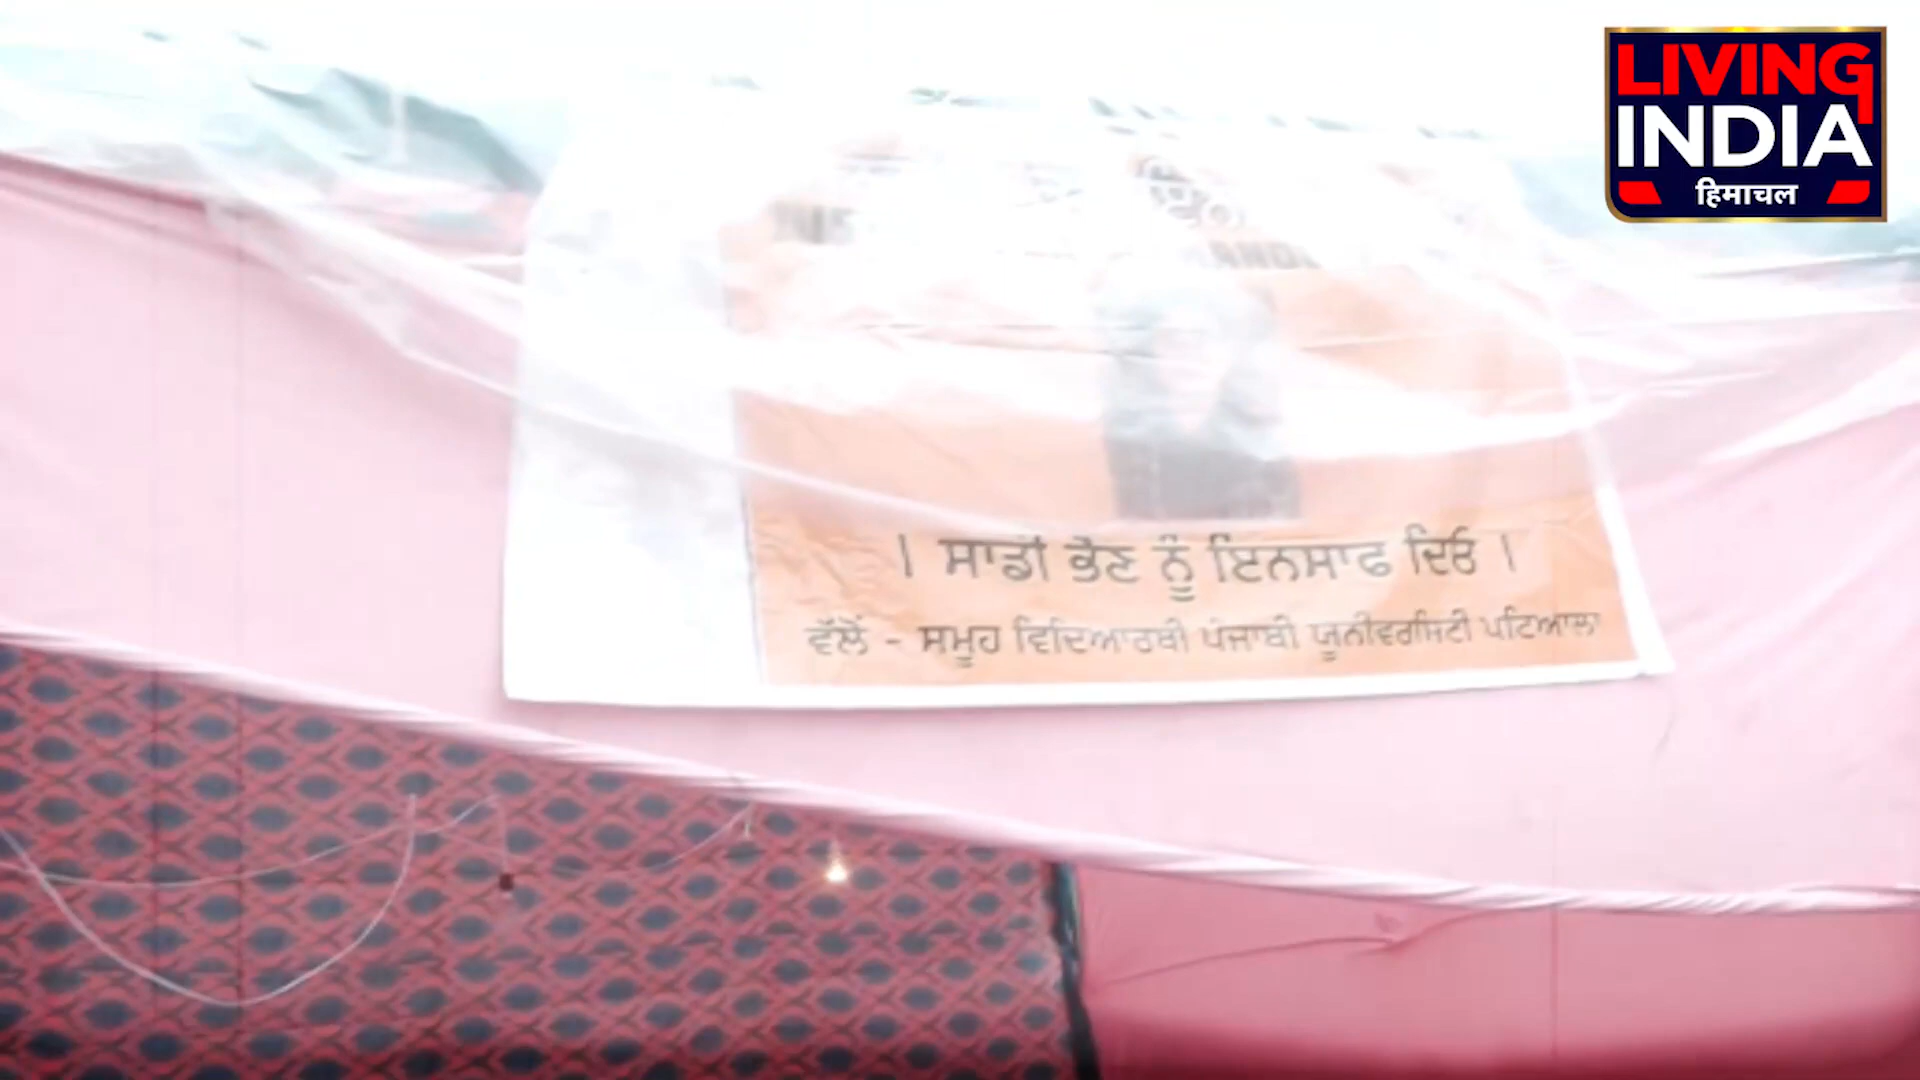 LIVING
INDIA
हिमाचल
। ਸਾਡੀ ਭੈਣ ਨੂੰ ਇਨਸਾਫ ਦਿਓ ।
ਵੱਲੋਂ - ਸਮੂਹ ਵਿਦਿਆਰਥੀ ਪੰਜਾਬੀ ਯੂਨੀਵਰਸਿਟੀ ਪਟਿਆਲਾ